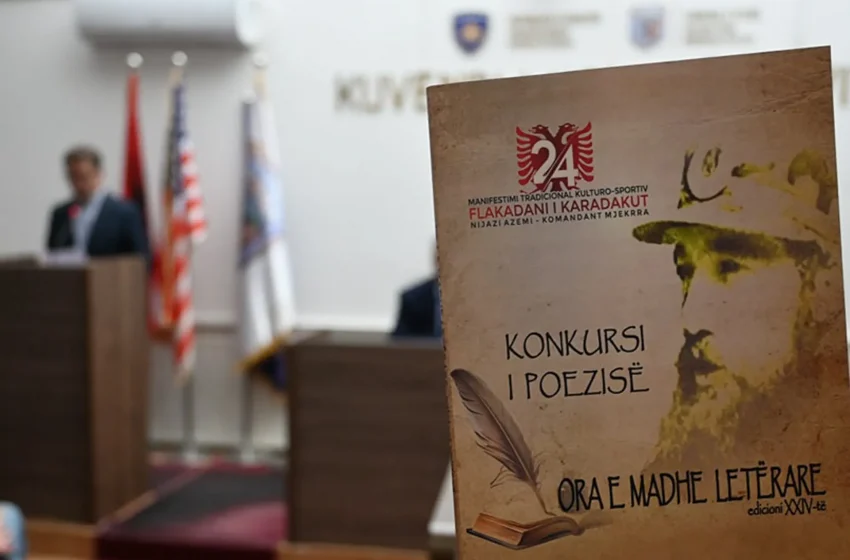 KUVE
24
MANIFESTIMI TRADICIONAL KULTURO-SPORTIV
FLAKADANI I KARADAKUT
NIJAZI AZEMI - KOMANDANT MJEKRRA
KONKURSI
I POEZISË
ORA E MADHE LETËRARE
edicioni XXIV-të